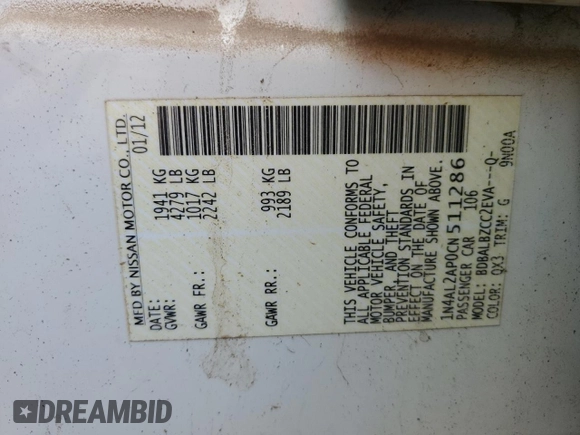 MFD BY NISSAN MOTOR CO., LTD.
DATE: 01/12
GVWR: 1941 KG
4279 LB
GAWR FR.: 1017 KG
2242 LB
GAWR RR.: 993 KG
2189 LB
THIS VEHICLE CONFORMS TO
ALL APPLICABLE FEDERAL
MOTOR VEHICLE SAFETY,
BUMPER, AND THEFT
PREVENTION STANDARDS IN
EFFECT ON THE DATE OF
MANUFACTURE SHOWN ABOVE.
1N4AL2AP0CN511286
PASSENGER CAR 106
MODEL: BDBALBZCC2EVA---Q-
COLOR: QX3 TRIM: G 9N00A
DREAMBID